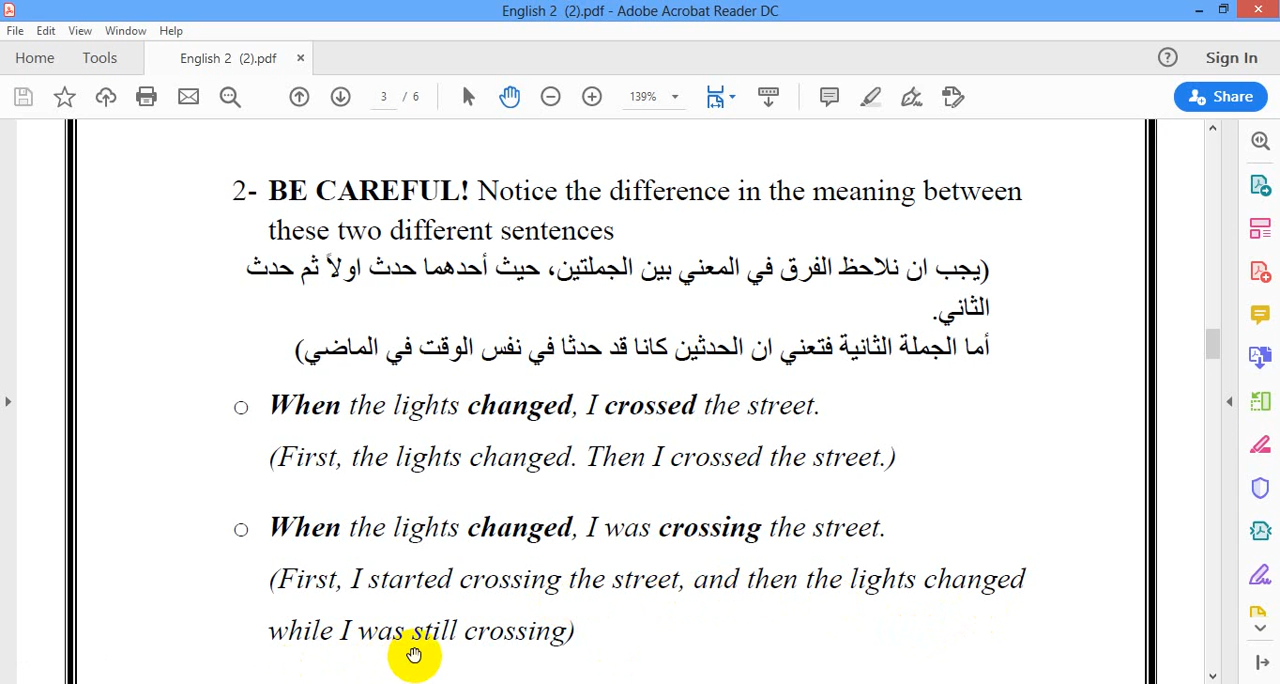 English 2 (2).pdf - Adobe Acrobat Reader DC
File Edit View Window Help
Home Tools English 2 (2).pdf × Sign In
3 / 6 139% Share
2- BE CAREFUL! Notice the difference in the meaning between
these two different sentences
(يجب ان نلاحظ الفرق في المعني بين الجملتين، حيث أحدهما حدث اولاً ثم حدث
الثاني.
أما الجملة الثانية فتعني ان الحدثين كانا قد حدثا في نفس الوقت في الماضي)
○ When the lights changed, I crossed the street.
(First, the lights changed. Then I crossed the street.)
○ When the lights changed, I was crossing the street.
(First, I started crossing the street, and then the lights changed
while I was still crossing)